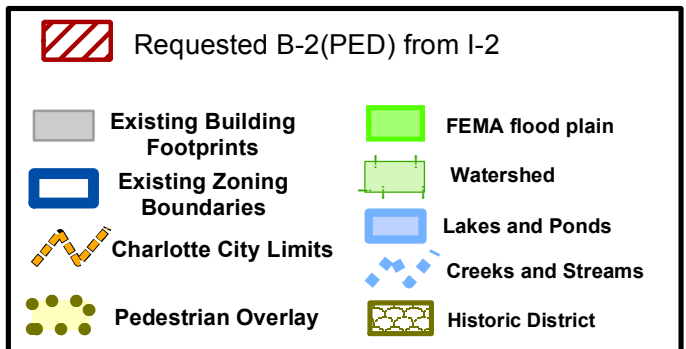 Requested B-2(PED) from I-2
Existing Building
Footprints
Existing Zoning
Boundaries
Charlotte City Limits
Pedestrian Overlay
FEMA flood plain
Watershed
Lakes and Ponds
Creeks and Streams
Historic District